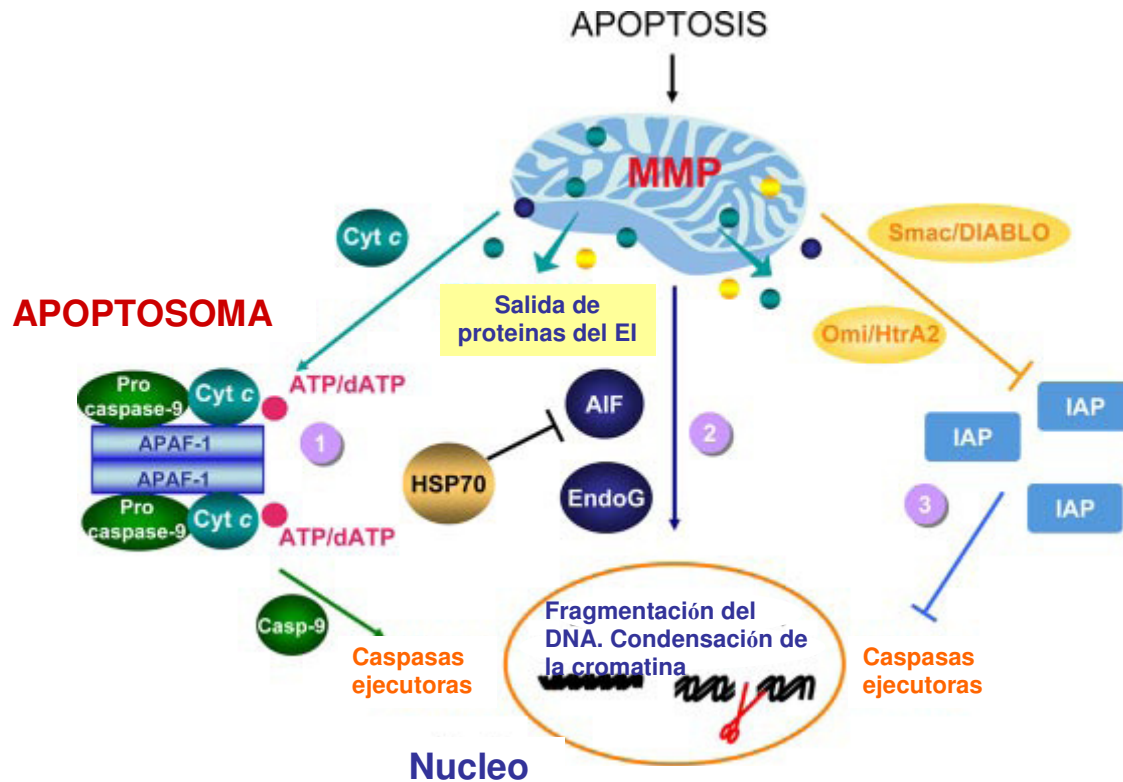 APOPTOSIS
MMP
Cyt c
Smac/DIABLO
APOPTOSOMA
Salida de
proteinas del EI
Omi/HtrA2
Pro
caspase-9
Cyt c
ATP/dATP
APAF-1
1
APAF-1
Pro
caspase-9
Cyt c
ATP/dATP
HSP70
AIF
EndoG
2
IAP
IAP
3
IAP
Casp-9
Caspasas
ejecutoras
Fragmentación del
DNA. Condensación de
la cromatina
Caspasas
ejecutoras
Nucleo